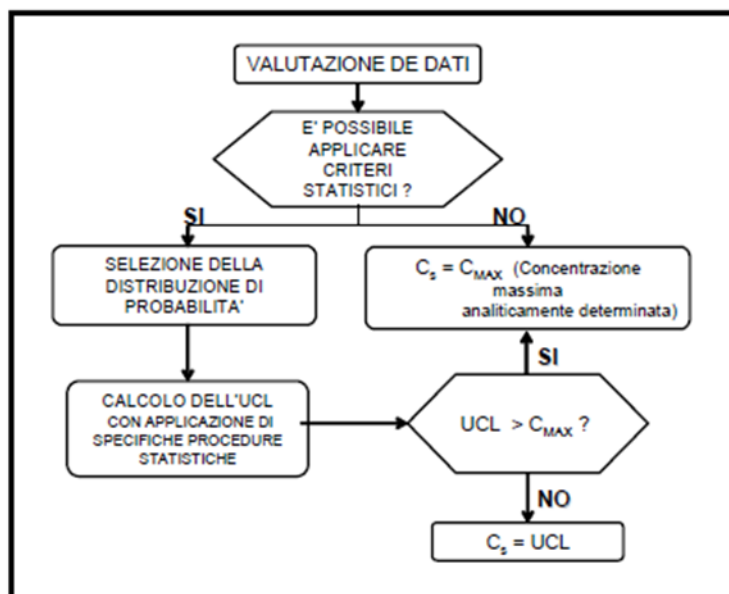 VALUTAZIONE DE DATI
E' POSSIBILE
APPLICARE
CRITERI
STATISTICI ?
SI
NO
SELEZIONE DELLA
DISTRIBUZIONE DI
PROBABILITA'
Cs = CMAX (Concentrazione
massima
analiticamente determinata)
SI
CALCOLO DELL'UCL
CON APPLICAZIONE DI
SPECIFICHE PROCEDURE
STATISTICHE
UCL > CMAX ?
NO
Cs = UCL